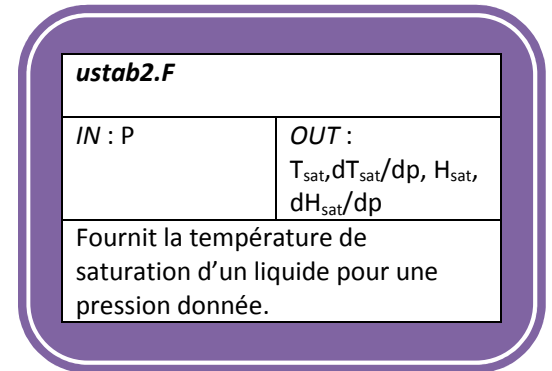 ustab2.F
IN : P
OUT :
Tsat,dTsat/dp, Hsat,
dHsat/dp
Fournit la température de
saturation d’un liquide pour une
pression donnée.